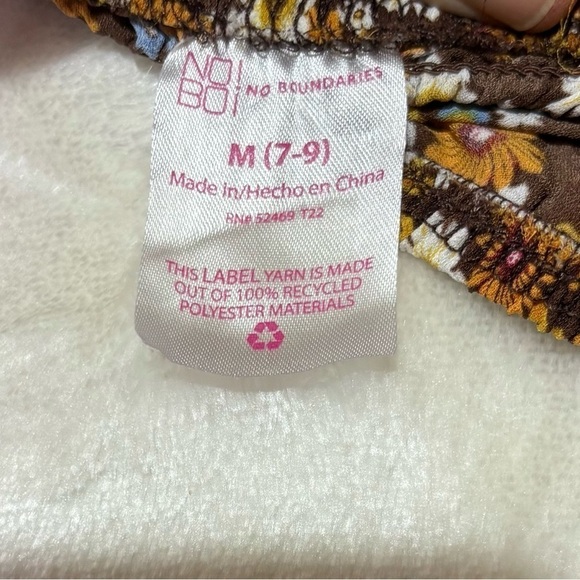 NO!
BO!
NO BOUNDARIES
M (7-9)
Made in/Hecho en China
RN# 52469 T22
THIS LABEL YARN IS MADE
OUT OF 100% RECYCLED
POLYESTER MATERIALS